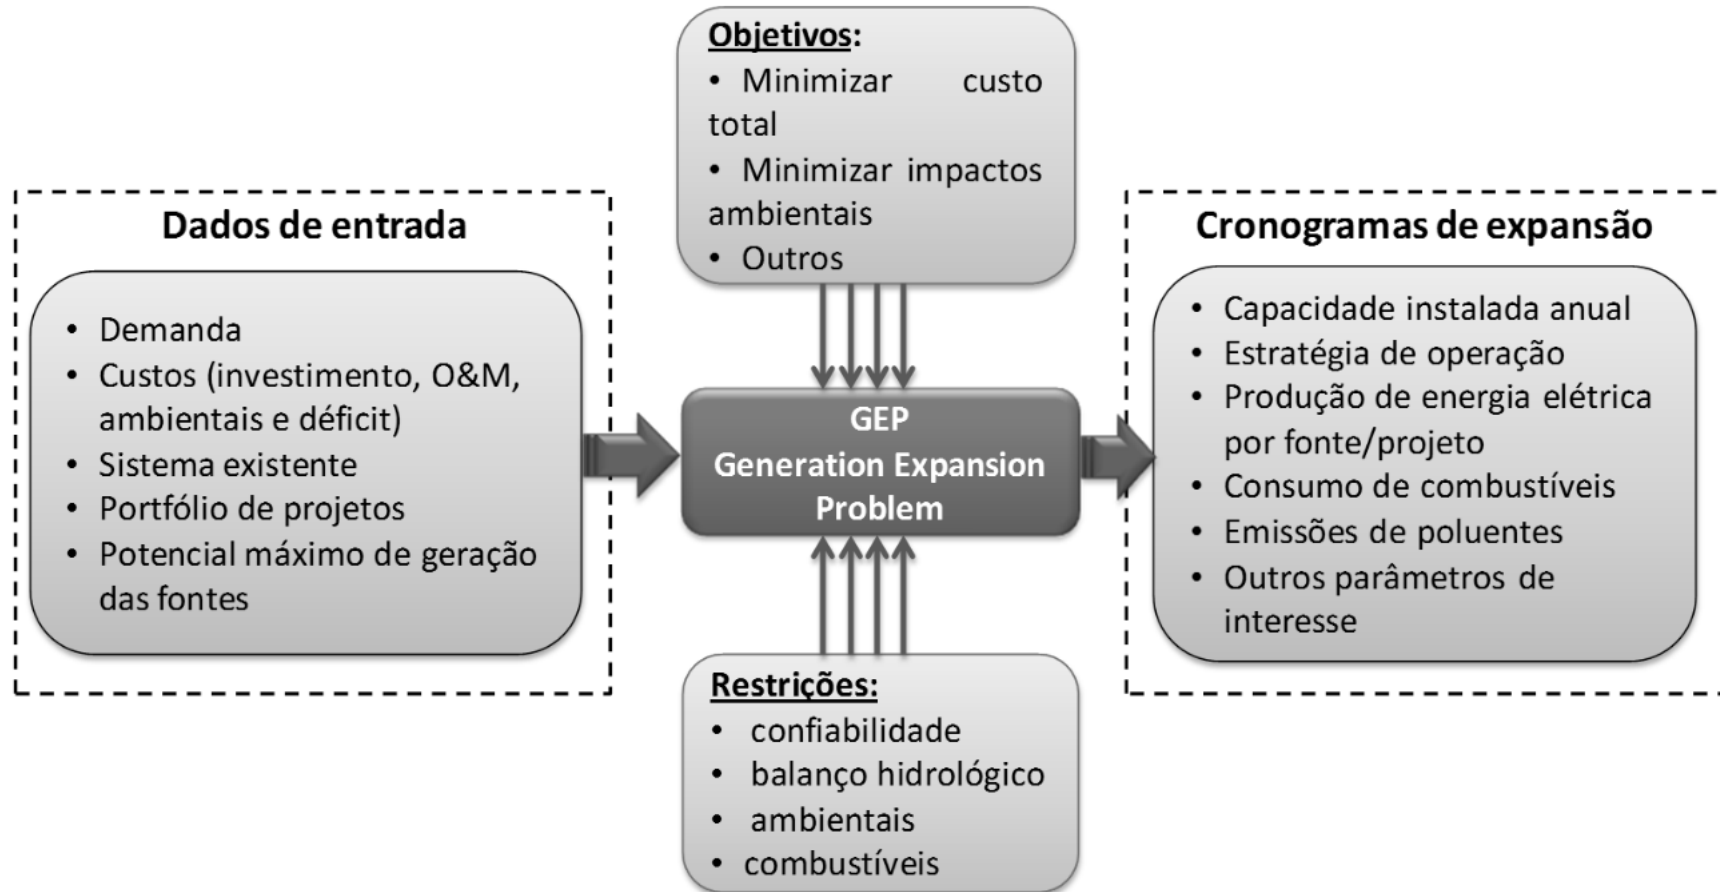 Objetivos:
• Minimizar custo
total
• Minimizar impactos
ambientais
• Outros
Dados de entrada
• Demanda
• Custos (investimento, O&M,
ambientais e déficit)
• Sistema existente
• Portfólio de projetos
• Potencial máximo de geração
das fontes
GEP
Generation Expansion
Problem
Restrições:
• confiabilidade
• balanço hidrológico
• ambientais
• combustíveis
Cronogramas de expansão
• Capacidade instalada anual
• Estratégia de operação
• Produção de energia elétrica
por fonte/projeto
• Consumo de combustíveis
• Emissões de poluentes
• Outros parâmetros de
interesse